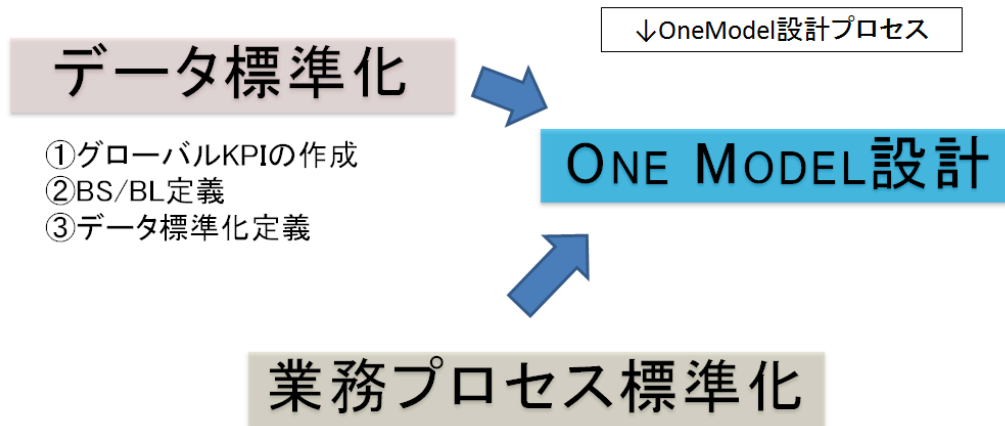 ↓OneModel設計プロセス
データ標準化
①グローバルKPIの作成
②BS/BL定義
③データ標準化定義
ONE MODEL設計
業務プロセス標準化